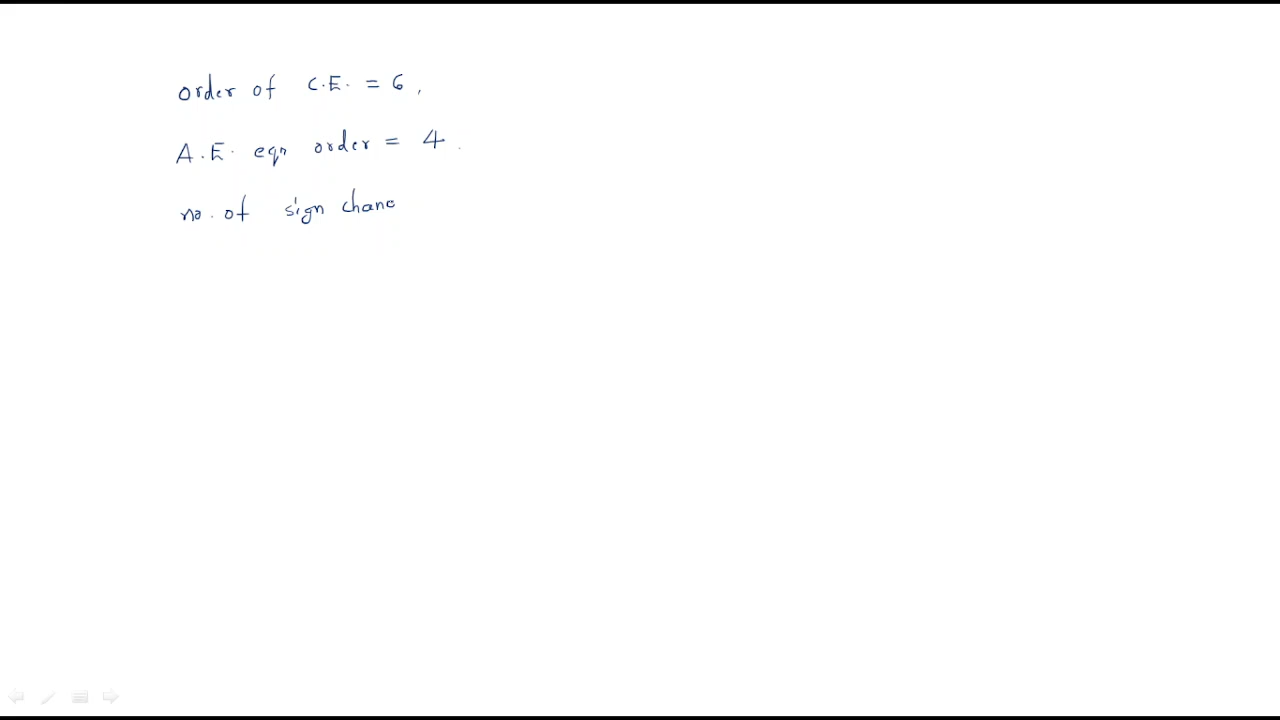 order of C.E. = 6,
A.E. eqn order = 4
no. of sign chane